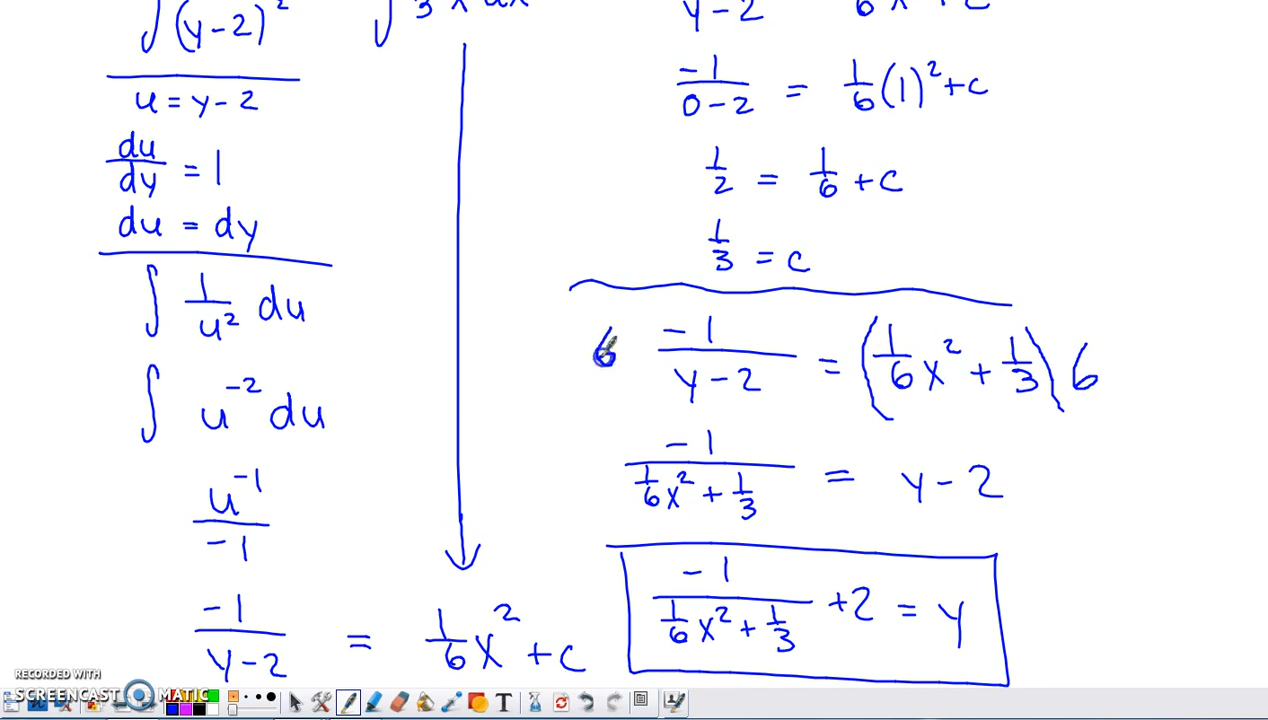 ∫ (y-2)²
∫ 3 x dx
u = y-2
du/dy = 1
du = dy
∫ 1/u² du
∫ u⁻² du
u⁻¹/-1
-1/(y-2) = 1/6 x² + c
y-2
-1/(0-2) = 1/6 (1)² + c
1/2 = 1/6 + c
1/3 = c
6 -1/(y-2) = (1/6 x² + 1/3) 6
-1/(1/6 x² + 1/3) = y-2
-1/(1/6 x² + 1/3) +2 = y
RECORDED WITH
SCREENCAST MATIC
T